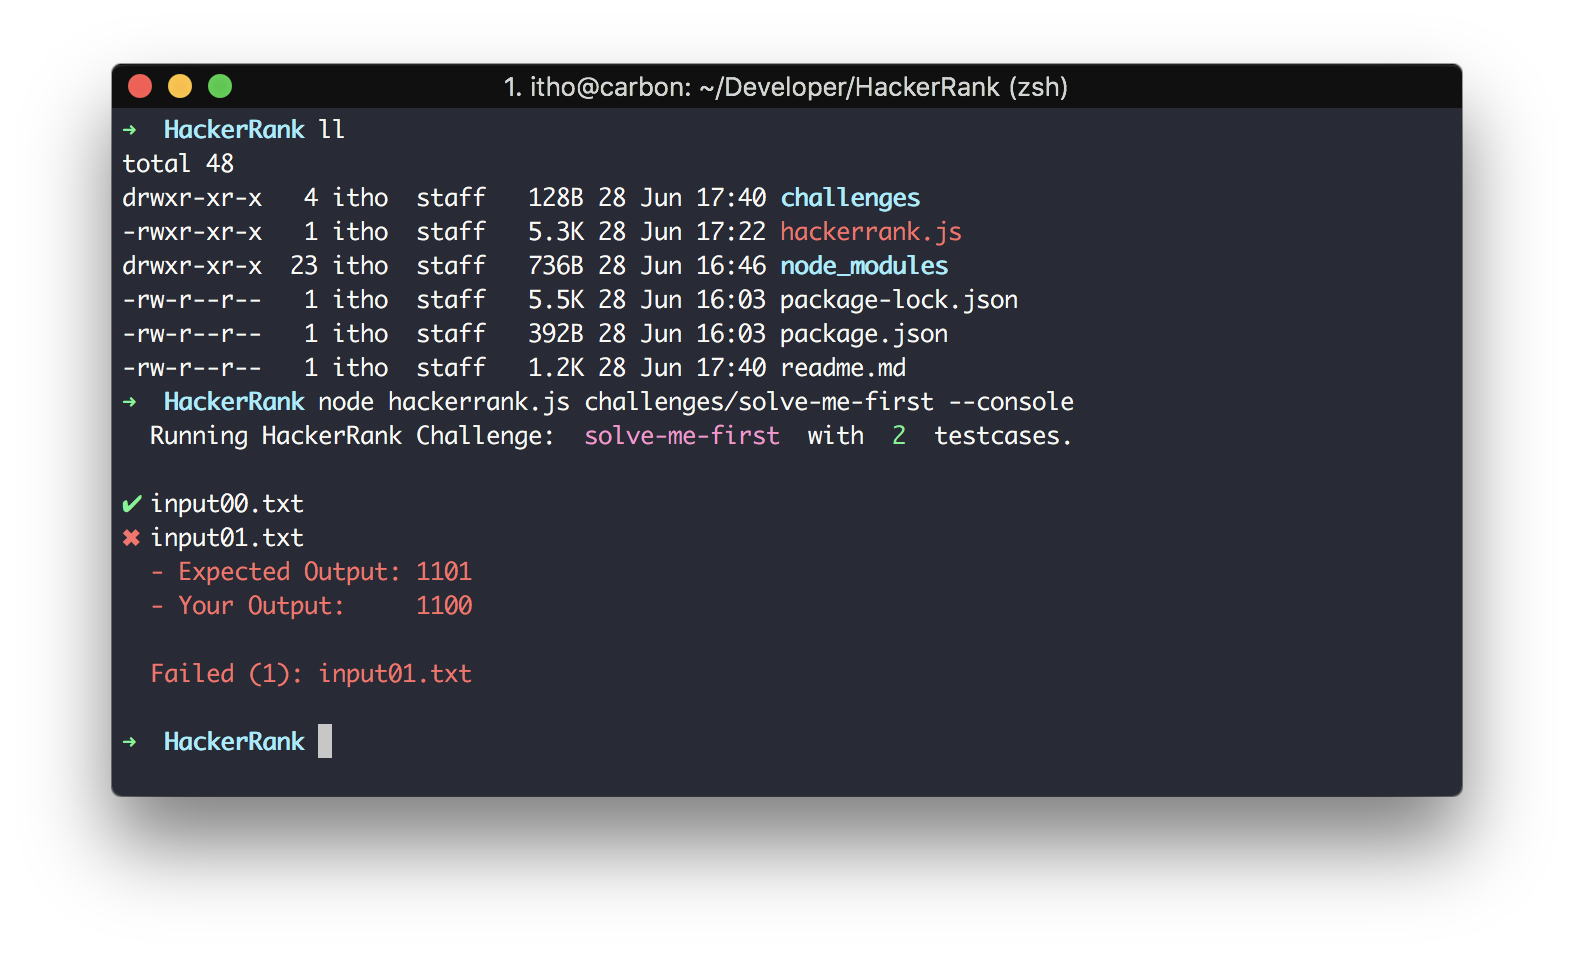 1. itho@carbon: ~/Developer/HackerRank (zsh)
➜  HackerRank ll
total 48
drwxr-xr-x   4 itho  staff   128B 28 Jun 17:40 challenges
-rwxr-xr-x   1 itho  staff   5.3K 28 Jun 17:22 hackerrank.js
drwxr-xr-x  23 itho  staff   736B 28 Jun 16:46 node_modules
-rw-r--r--   1 itho  staff   5.5K 28 Jun 16:03 package-lock.json
-rw-r--r--   1 itho  staff   392B 28 Jun 16:03 package.json
-rw-r--r--   1 itho  staff   1.2K 28 Jun 17:40 readme.md
➜  HackerRank node hackerrank.js challenges/solve-me-first --console
  Running HackerRank Challenge:  solve-me-first  with  2  testcases.
✔ input00.txt
✖ input01.txt
  - Expected Output: 1101
  - Your Output:     1100
  Failed (1): input01.txt
➜  HackerRank